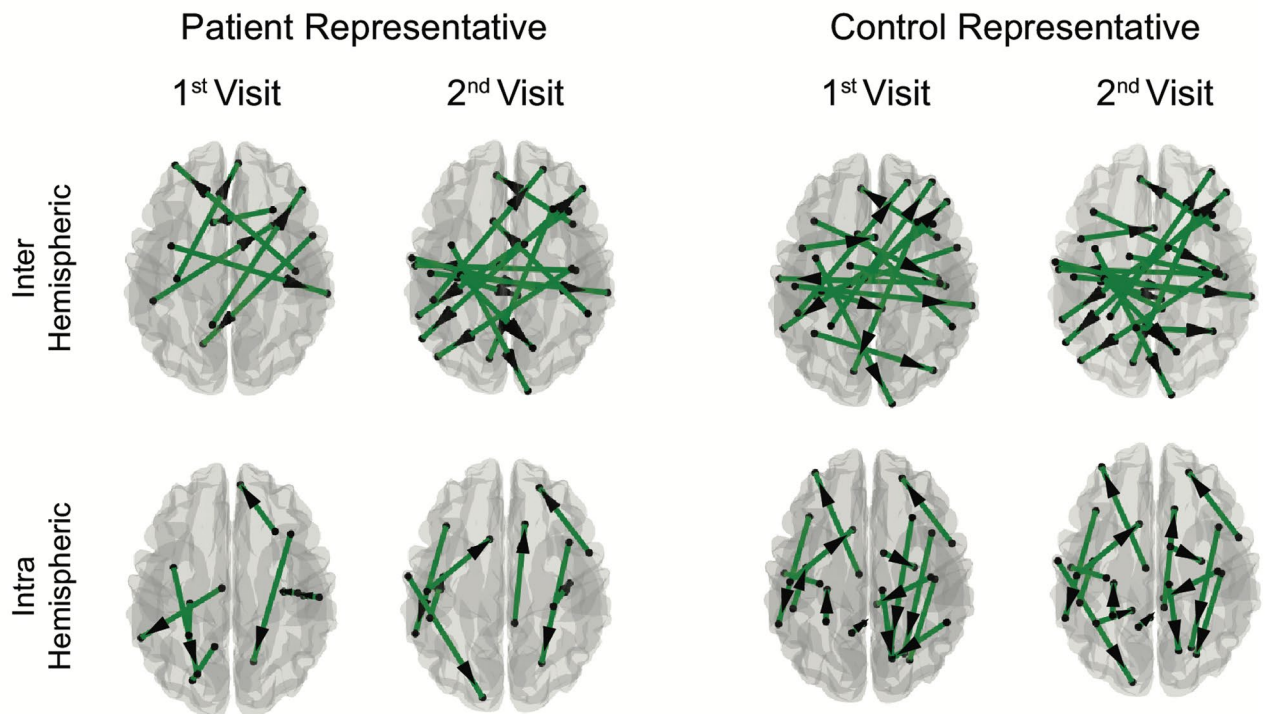 Patient Representative
Control Representative
1st Visit
2nd Visit
1st Visit
2nd Visit
Inter
Hemispheric
Intra
Hemispheric